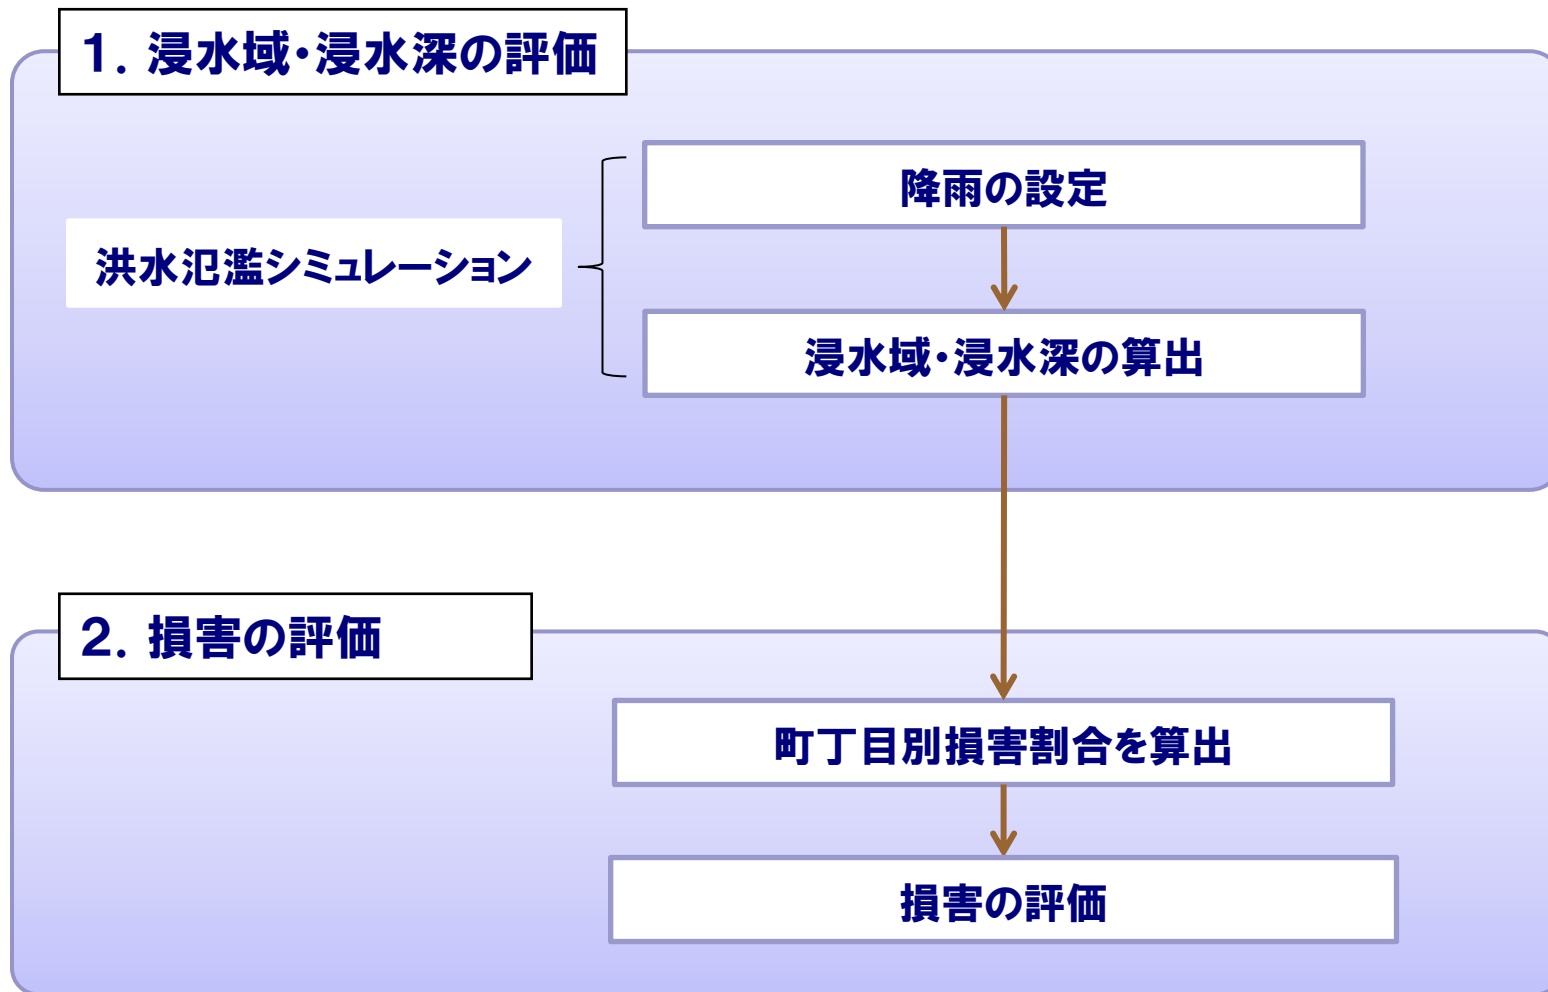 １．浸水域・浸水深の評価
降雨の設定
洪水氾濫シミュレーション
浸水域・浸水深の算出
２．損害の評価
町丁目別損害割合を算出
損害の評価